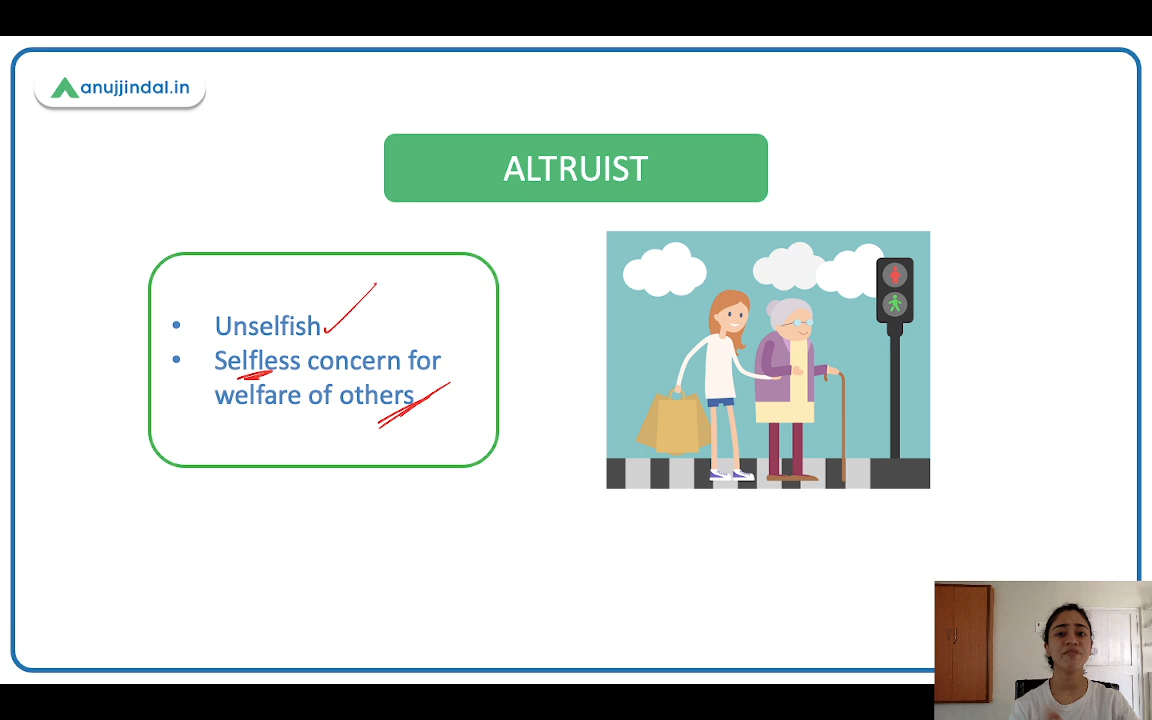 anujjindal.in
ALTRUIST
• Unselfish
• Selfless concern for
welfare of others